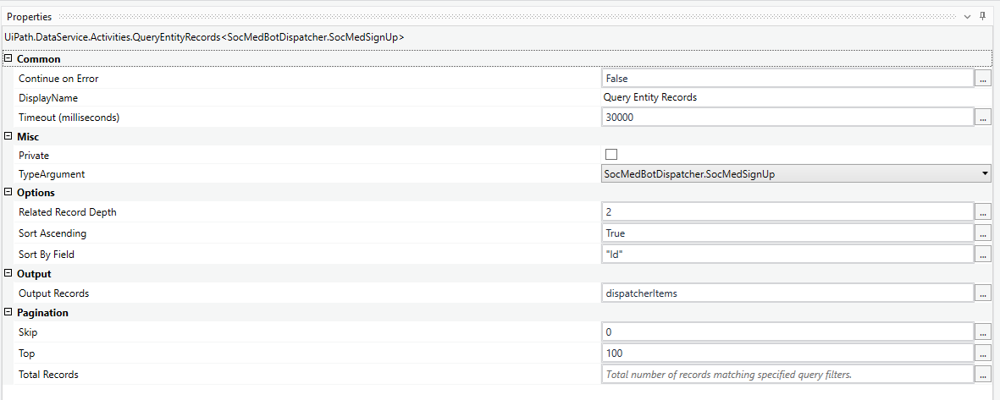 Properties
UiPath.DataService.Activities.QueryEntityRecords<SocMedBotDispatcher.SocMedSignUp>
Common
Continue on Error False ...
DisplayName Query Entity Records
Timeout (milliseconds) 30000 ...
Misc
Private
TypeArgument SocMedBotDispatcher.SocMedSignUp
Options
Related Record Depth 2 ...
Sort Ascending True ...
Sort By Field "Id" ...
Output
Output Records dispatcherItems ...
Pagination
Skip 0 ...
Top 100 ...
Total Records Total number of records matching specified query filters. ...